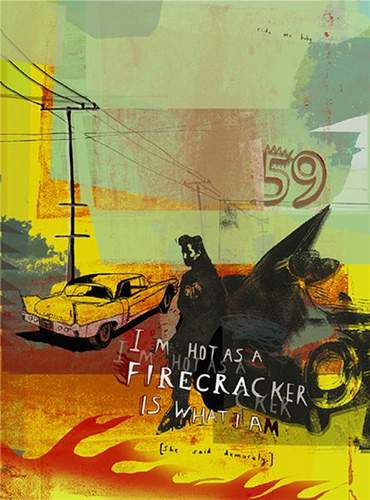 ride me baby
59
I'M HOT AS A
FIRECRACKER
IS WHAT I AM
[she said demurely]